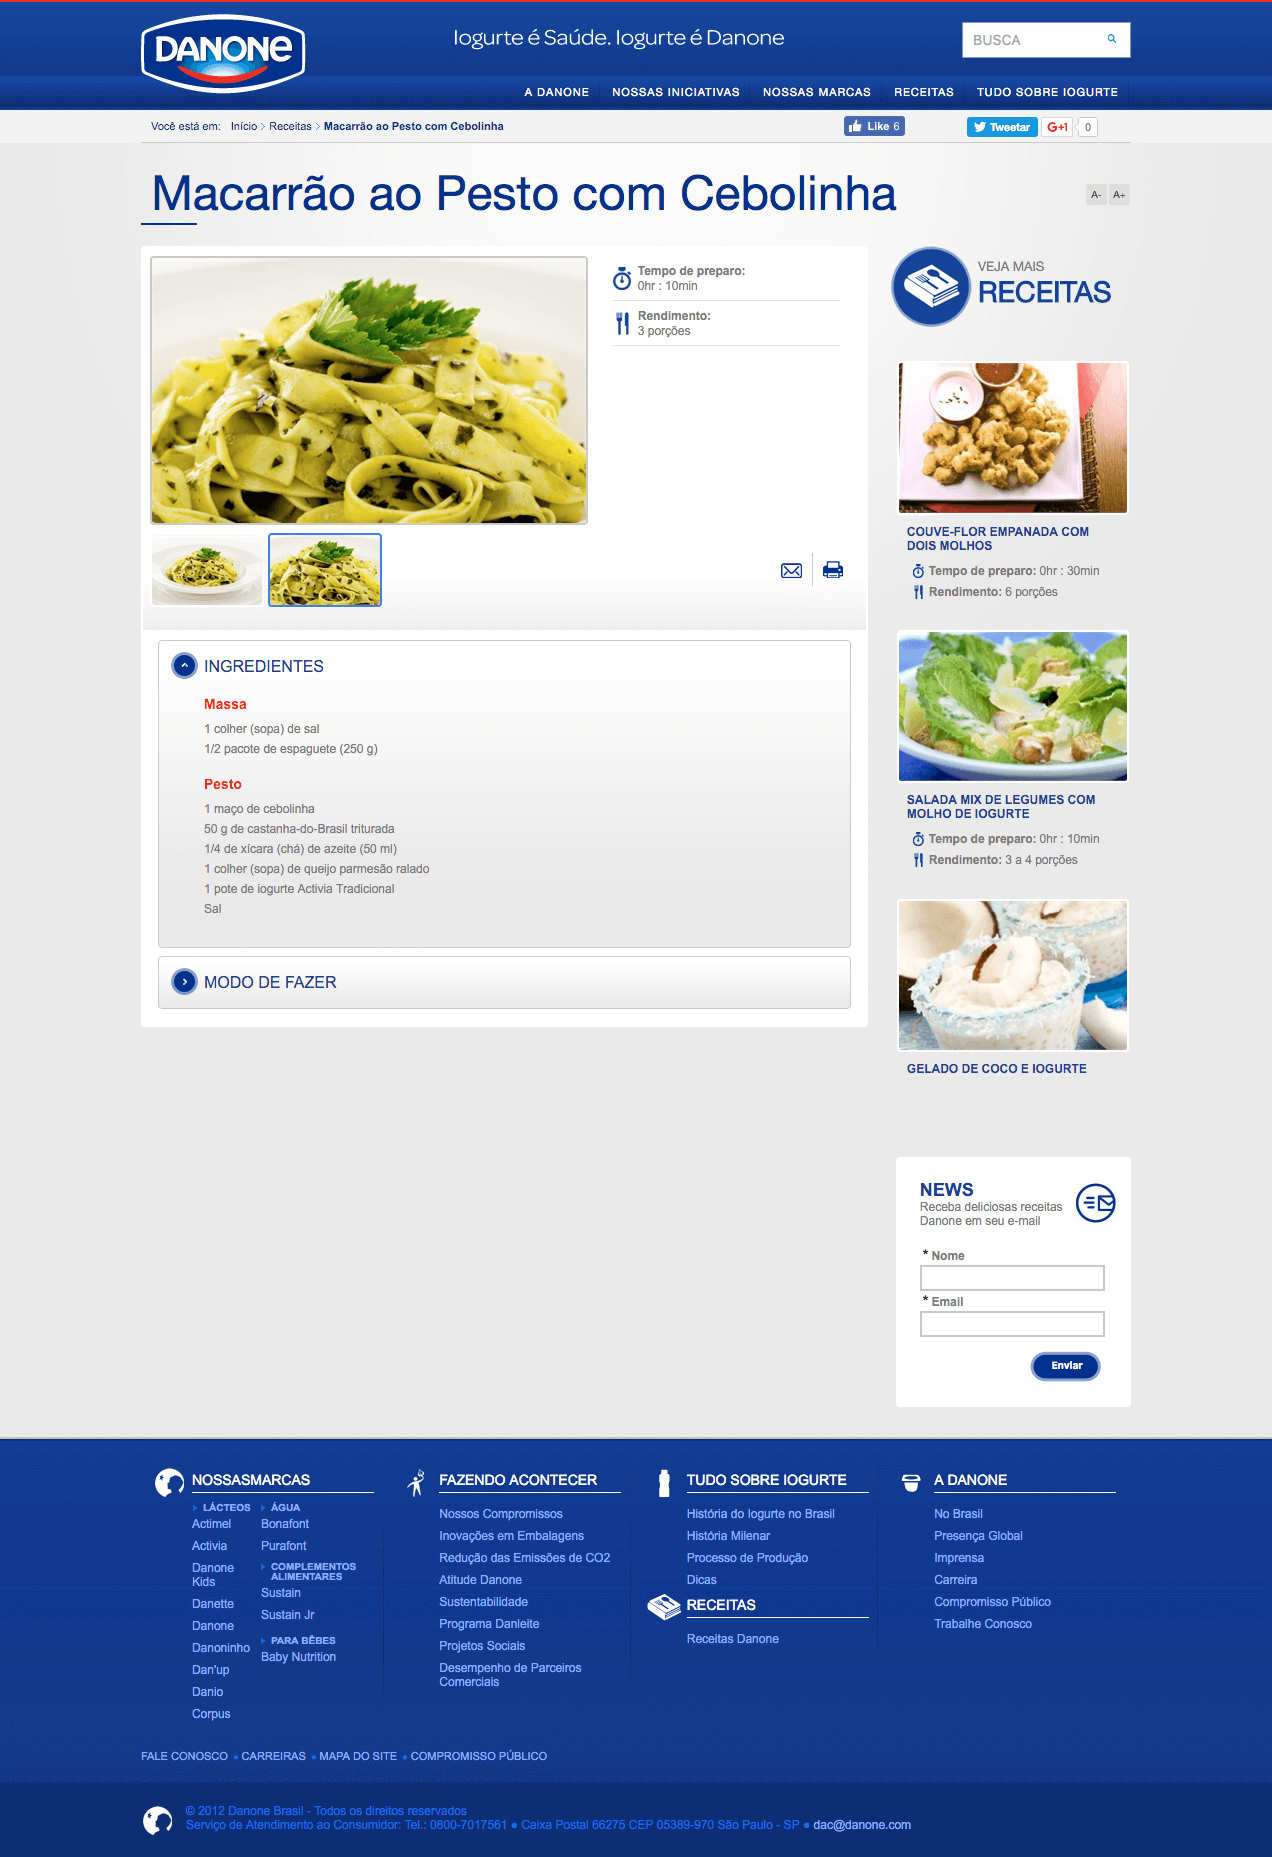 DANONE
Iogurte é Saúde. Iogurte é Danone
BUSCA
A DANONE
NOSSAS INICIATIVAS
NOSSAS MARCAS
RECEITAS
TUDO SOBRE IOGURTE
Você está em: Início > Receitas > Macarrão ao Pesto com Cebolinha
Like 6
Tweetar
G+1
0
Macarrão ao Pesto com Cebolinha
A-
A+
Tempo de preparo:
0hr : 10min
Rendimento:
3 porções
VEJA MAIS
RECEITAS
COUVE-FLOR EMPANADA COM
DOIS MOLHOS
Tempo de preparo: 0hr : 30min
Rendimento: 6 porções
INGREDIENTES
Massa
1 colher (sopa) de sal
1/2 pacote de espaguete (250 g)
Pesto
1 maço de cebolinha
50 g de castanha-do-Brasil triturada
1/4 de xícara (chá) de azeite (50 ml)
1 colher (sopa) de queijo parmesão ralado
1 pote de iogurte Activia Tradicional
Sal
MODO DE FAZER
SALADA MIX DE LEGUMES COM
MOLHO DE IOGURTE
Tempo de preparo: 0hr : 10min
Rendimento: 3 a 4 porções
GELADO DE COCO E IOGURTE
NEWS
Receba deliciosas receitas
Danone em seu e-mail
* Nome
* Email
Enviar
NOSSASMARCAS
LÁCTEOS
Actimel
Activia
Danone
Kids
Danette
Danone
Danoninho
Dan'up
Danio
Corpus
ÁGUA
Bonafont
Purafont
COMPLEMENTOS
ALIMENTARES
Sustain
Sustain Jr
PARA BÊBES
Baby Nutrition
FAZENDO ACONTECER
Nossos Compromissos
Inovações em Embalagens
Redução das Emissões de CO2
Atitude Danone
Sustentabilidade
Programa Danleite
Projetos Sociais
Desempenho de Parceiros
Comerciais
TUDO SOBRE IOGURTE
História do Iogurte no Brasil
História Milenar
Processo de Produção
Dicas
RECEITAS
Receitas Danone
A DANONE
No Brasil
Presença Global
Imprensa
Carreira
Compromisso Público
Trabalhe Conosco
FALE CONOSCO ● CARREIRAS ● MAPA DO SITE ● COMPROMISSO PÚBLICO
© 2012 Danone Brasil - Todos os direitos reservados
Serviço de Atendimento ao Consumidor: Tel.: 0800-7017561 ● Caixa Postal 66275 CEP 05389-970 São Paulo - SP ● dac@danone.com